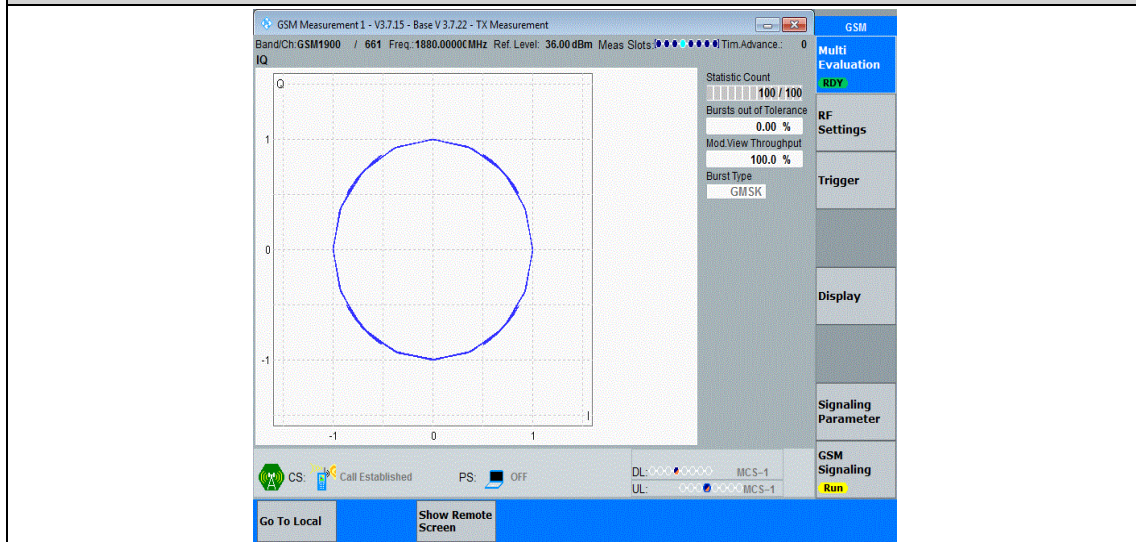 GSM Measurement 1 - V3.7.15 - Base V 3.7.22 - TX Measurement
GSM
Band/Ch: GSM1900 / 661 Freq.: 1880.0000 MHz Ref. Level: 36.00 dBm Meas Slots: Tim.Advance.: 0
IQ
Multi
Evaluation
RDY
Q
1
0
-1
I
-1 0 1
Statistic Count
100 / 100
Bursts out of Tolerance
0.00 %
Mod.View Throughput
100.0 %
Burst Type
GMSK
RF
Settings
Trigger
Display
Signaling
Parameter
GSM
Signaling
Run
CS: Call Established PS: OFF
DL: MCS-1
UL: MCS-1
Go To Local
Show Remote
Screen